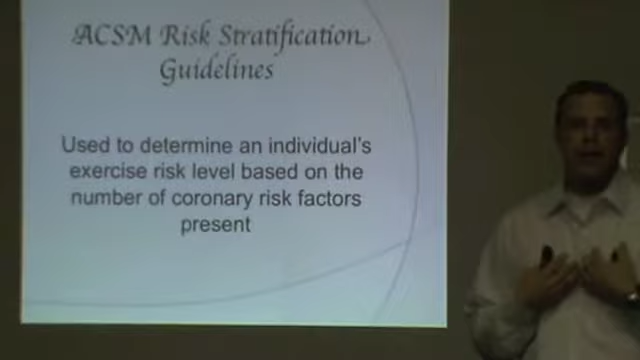 ACSM Risk Stratification
Guidelines
Used to determine an individual's
exercise risk level based on the
number of coronary risk factors
present